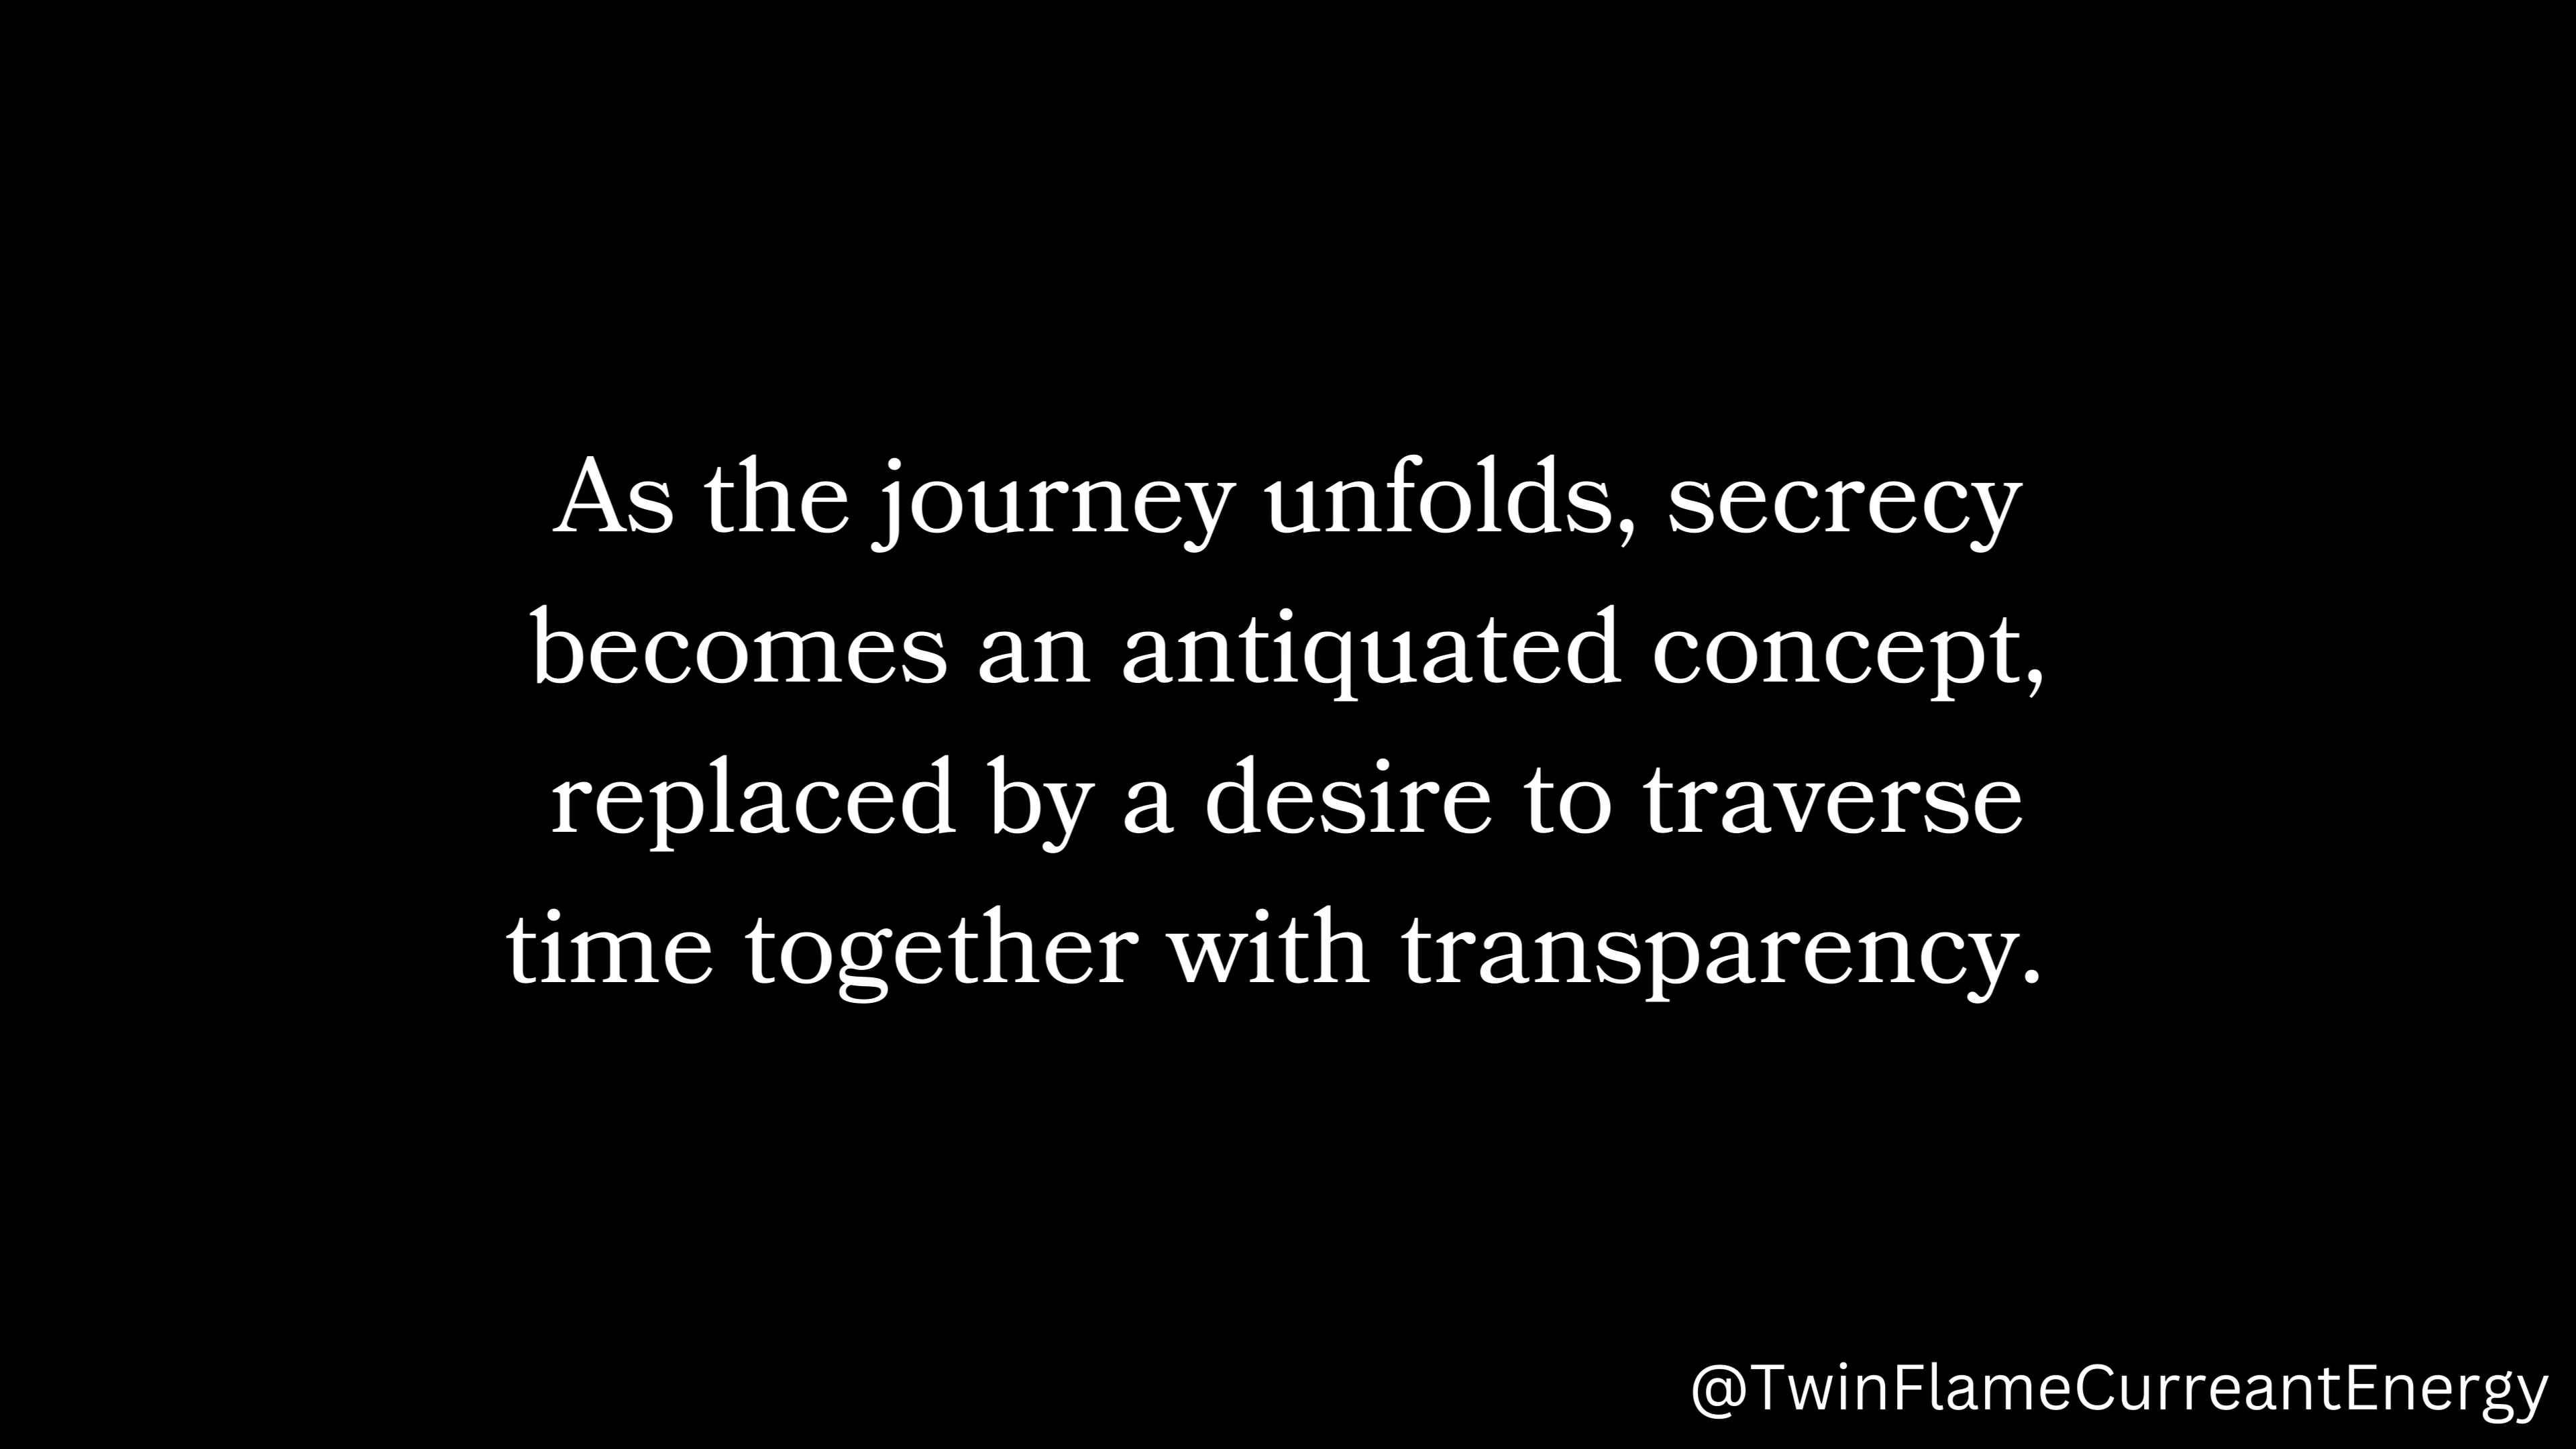 As the journey unfolds, secrecy
becomes an antiquated concept,
replaced by a desire to traverse
time together with transparency.
@TwinFlameCurreantEnergy